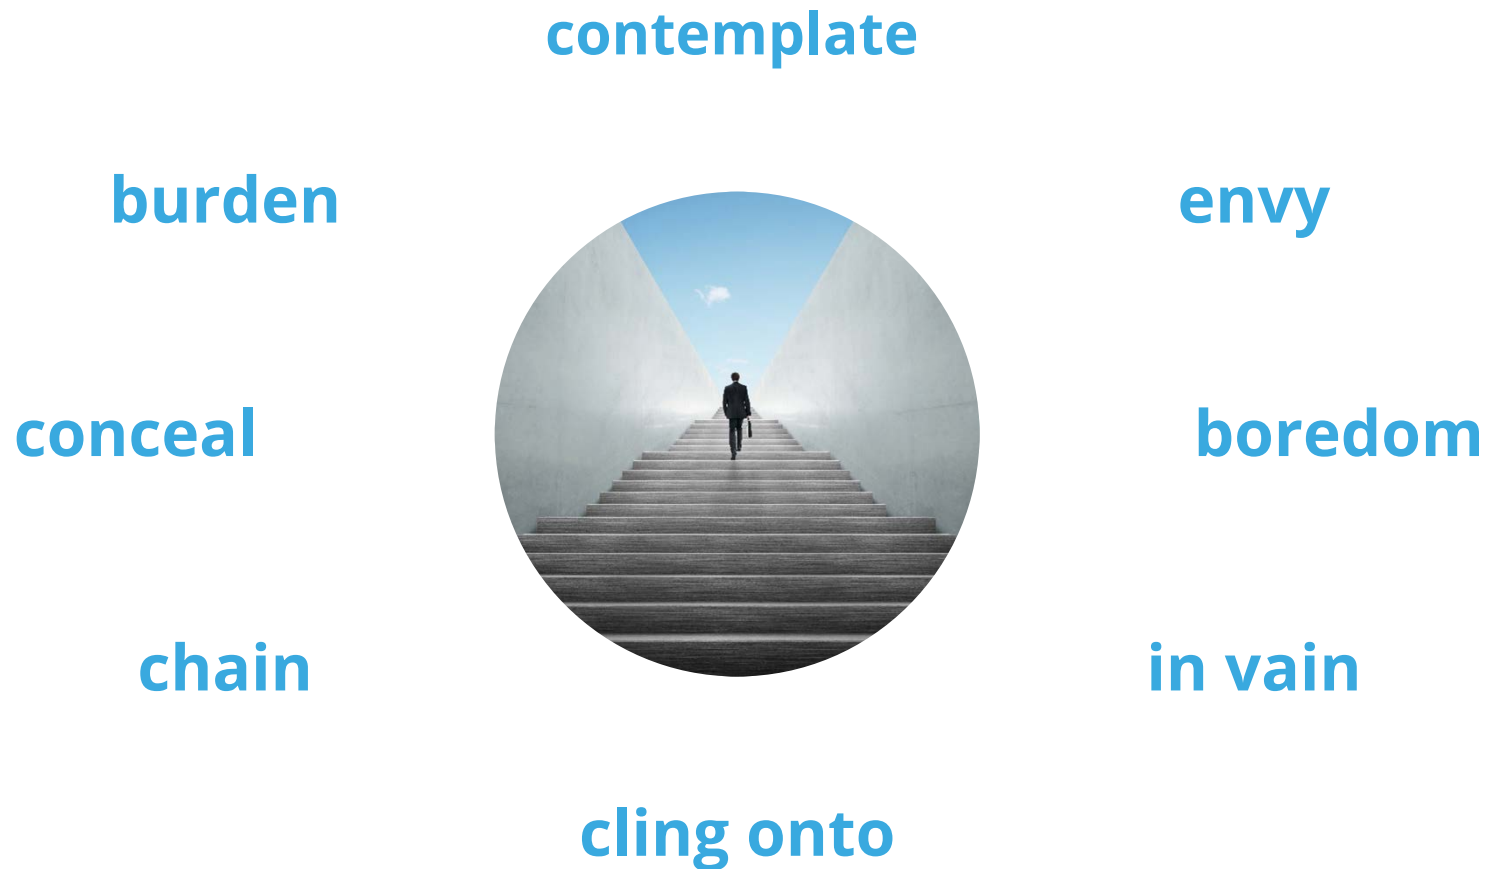 contemplate
burden
envy
conceal
boredom
chain
in vain
cling onto